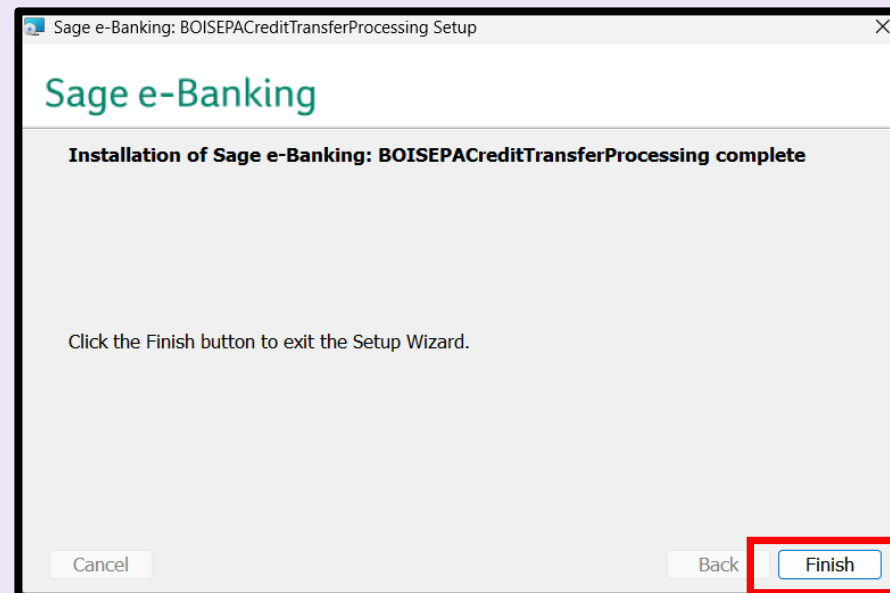 Sage e-Banking: BOISEPACreditTransferProcessing Setup
Sage e-Banking
Installation of Sage e-Banking: BOISEPACreditTransferProcessing complete
Click the Finish button to exit the Setup Wizard.
Cancel Back Finish